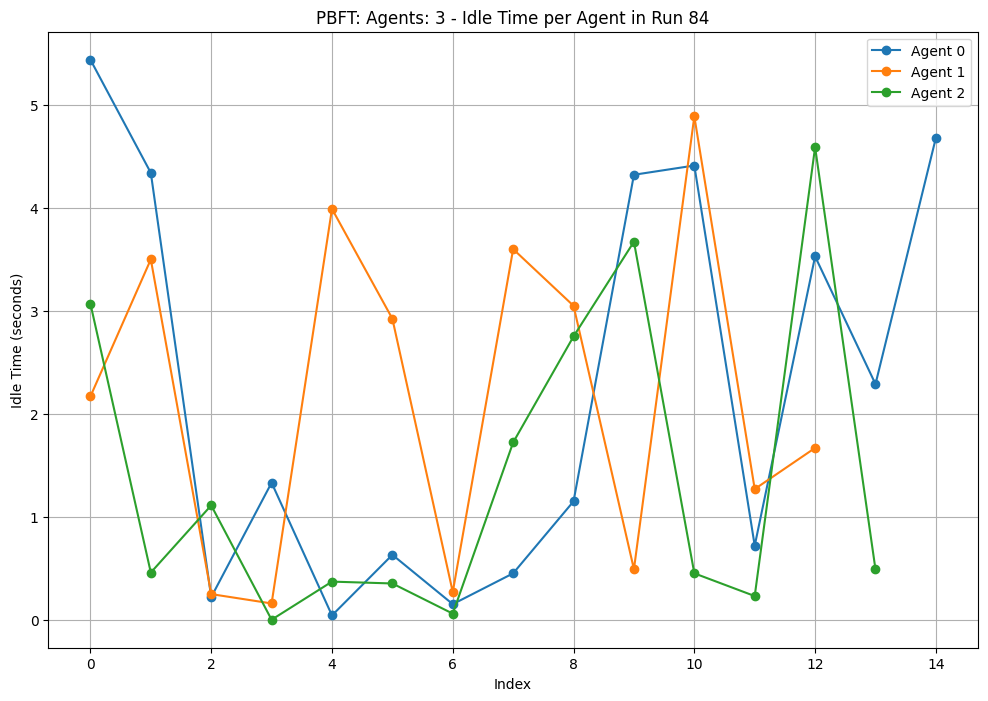 PBFT: Agents: 3 - Idle Time per Agent in Run 84
Agent 0
Agent 1
Agent 2
Idle Time (seconds)
5
4
3
2
1
0
0 2 4 6 8 10 12 14
Index